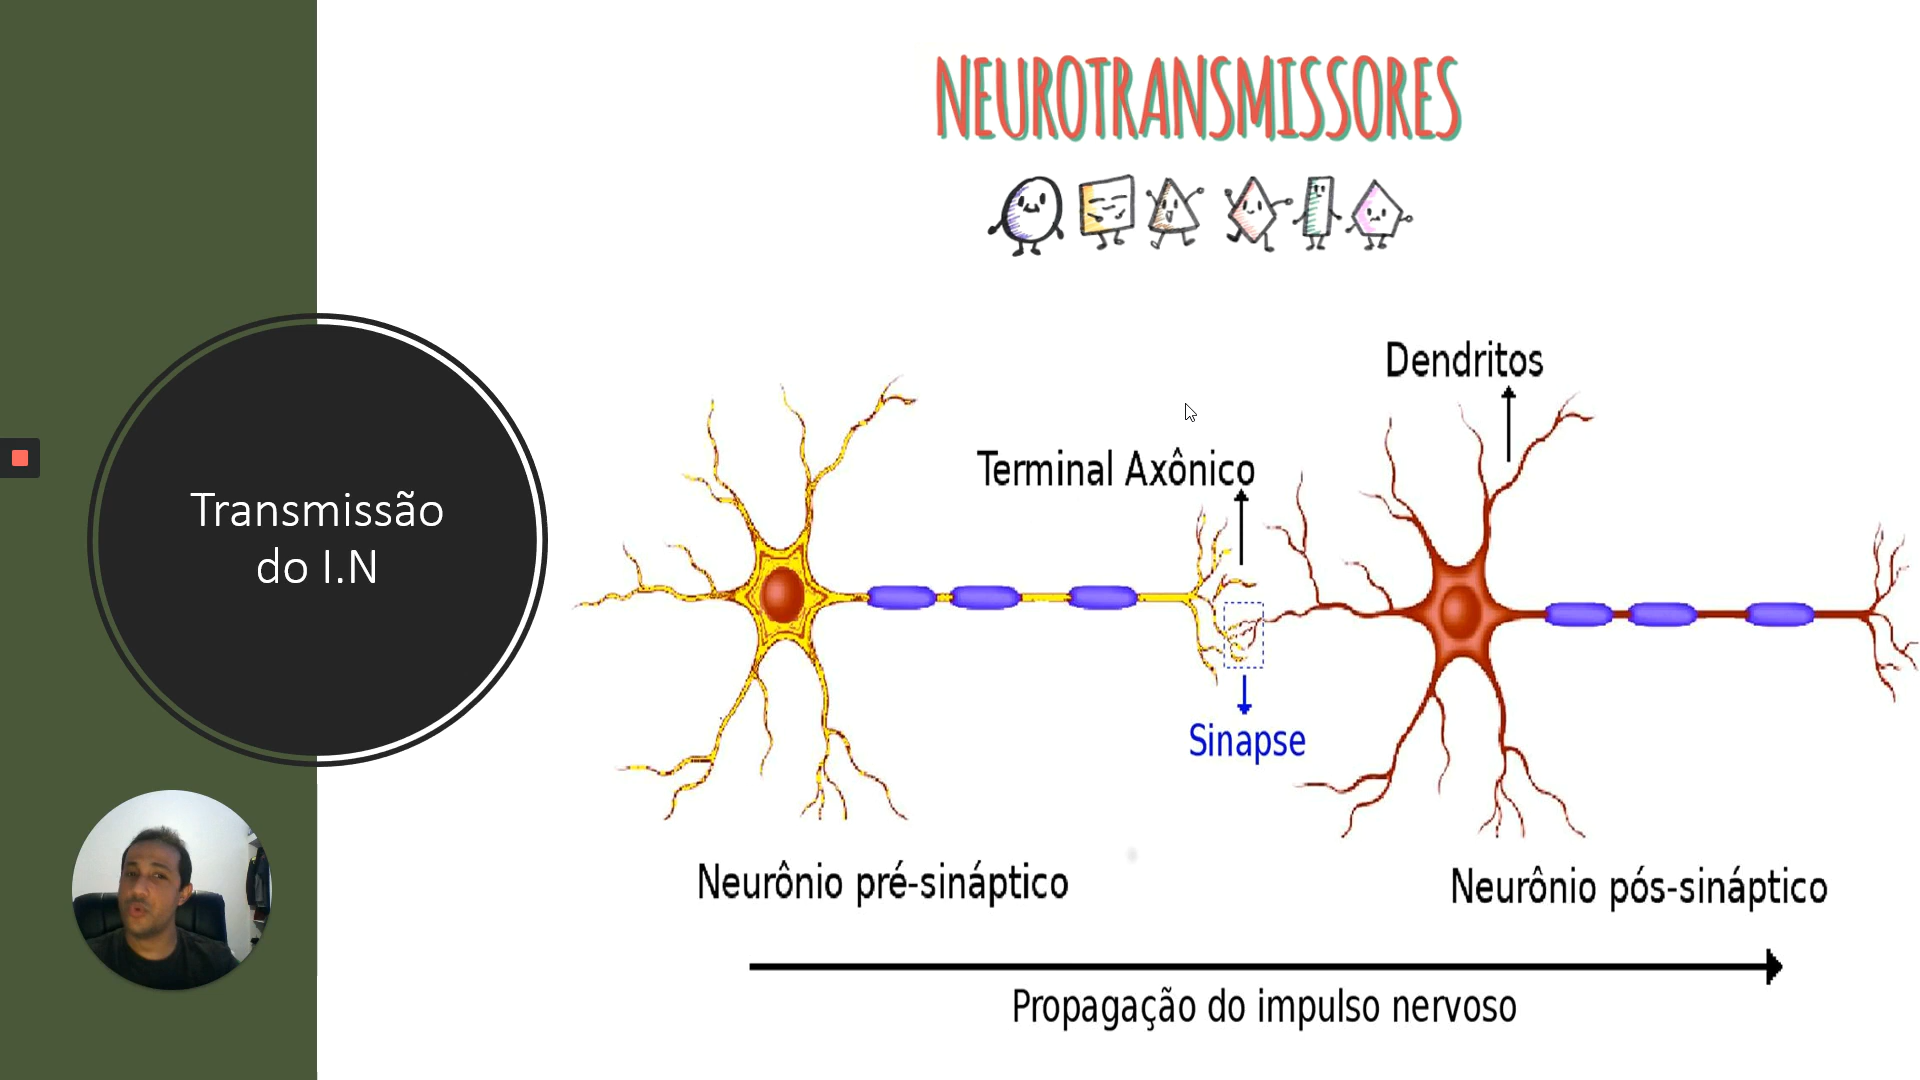 NEUROTRANSMISSORES
Dendritos
Terminal Axônico
Transmissão
do I.N
Sinapse
Neurônio pré-sináptico
Neurônio pós-sináptico
Propagação do impulso nervoso